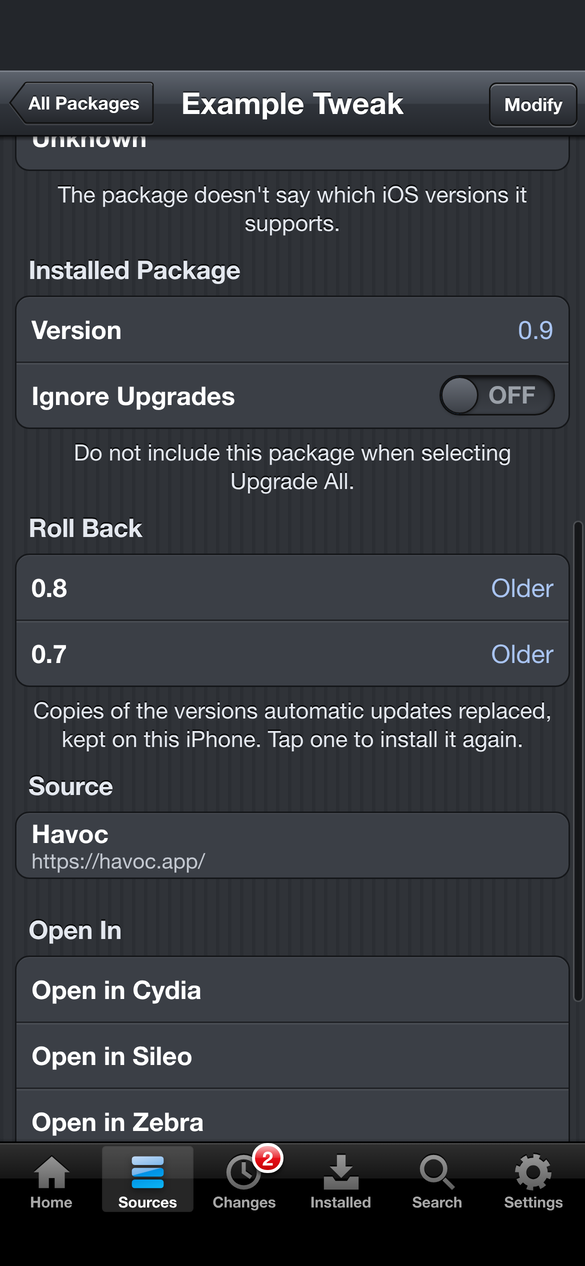 All Packages
Example Tweak
Modify
Unknown
The package doesn't say which iOS versions it
supports.
Installed Package
Version
0.9
Ignore Upgrades
OFF
Do not include this package when selecting
Upgrade All.
Roll Back
0.8
Older
0.7
Older
Copies of the versions automatic updates replaced,
kept on this iPhone. Tap one to install it again.
Source
Havoc
https://havoc.app/
Open In
Open in Cydia
Open in Sileo
Open in Zebra
2
Home
Sources
Changes
Installed
Search
Settings